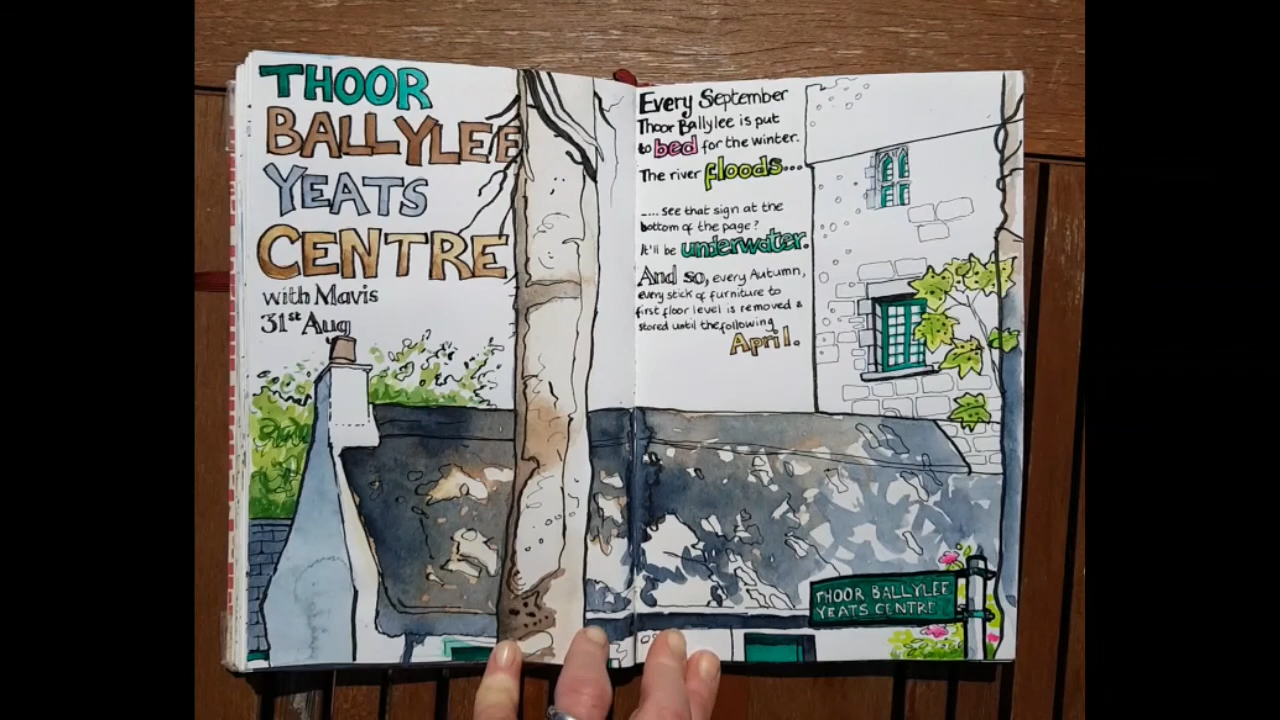 THOOR
BALLYLEE
YEATS
CENTRE
with Mavis
31st Aug
Every September
Thoor Ballylee is put
to bed for the winter.
The river floods...
.... see that sign at the
bottom of the page?
It'll be underwater.
And so, every Autumn,
every stick of furniture to
first floor level is removed &
stored until the following
April.
THOOR BALLYLEE
YEATS CENTRE